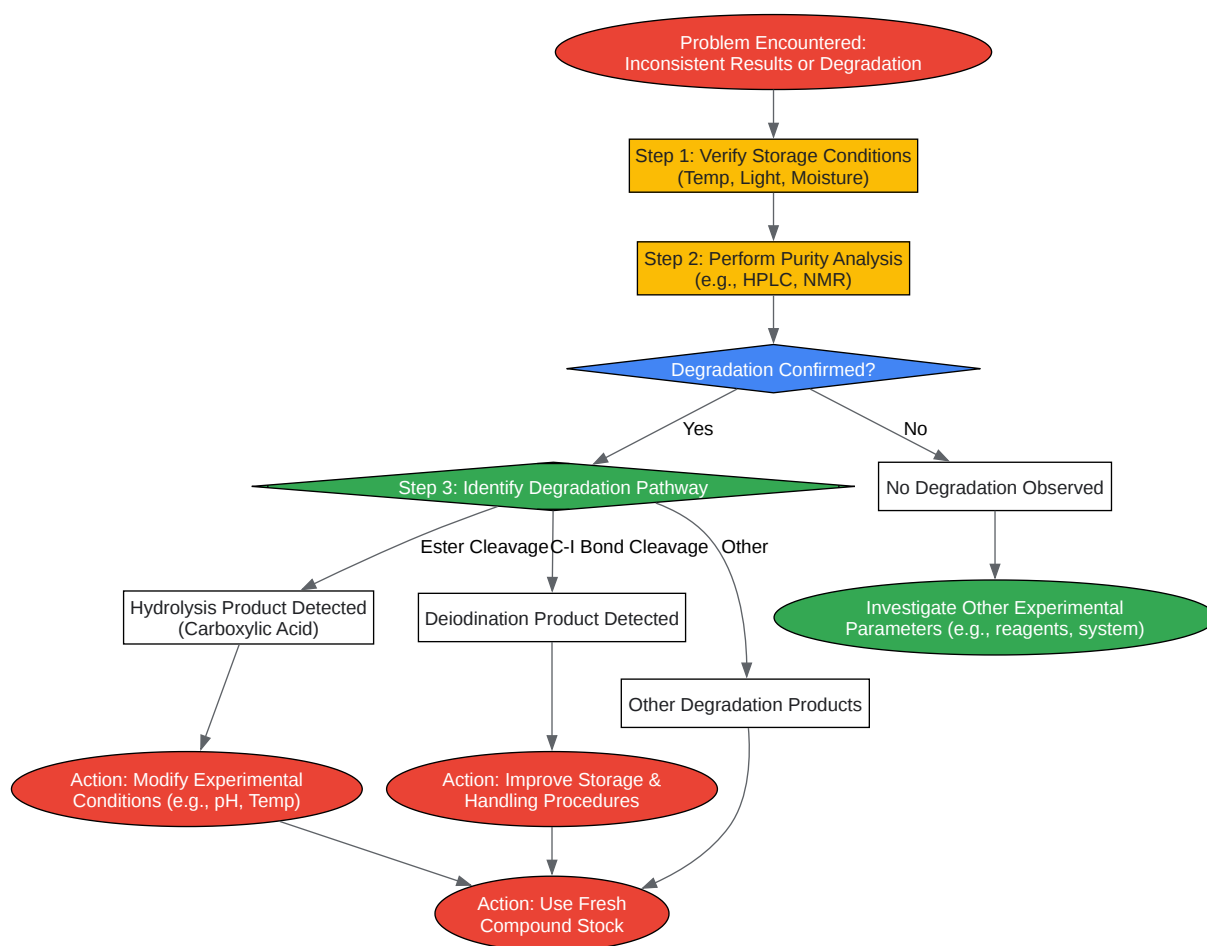 Problem Encountered:
Inconsistent Results or Degradation
Step 1: Verify Storage Conditions
(Temp, Light, Moisture)
Step 2: Perform Purity Analysis
(e.g., HPLC, NMR)
Degradation Confirmed?
Yes
No
Step 3: Identify Degradation Pathway
No Degradation Observed
Ester Cleavage
C-I Bond Cleavage
Other
Hydrolysis Product Detected
(Carboxylic Acid)
Deiodination Product Detected
Investigate Other Experimental
Parameters (e.g., reagents, system)
Other Degradation Products
Action: Modify Experimental
Conditions (e.g., pH, Temp)
Action: Improve Storage &
Handling Procedures
Action: Use Fresh
Compound Stock